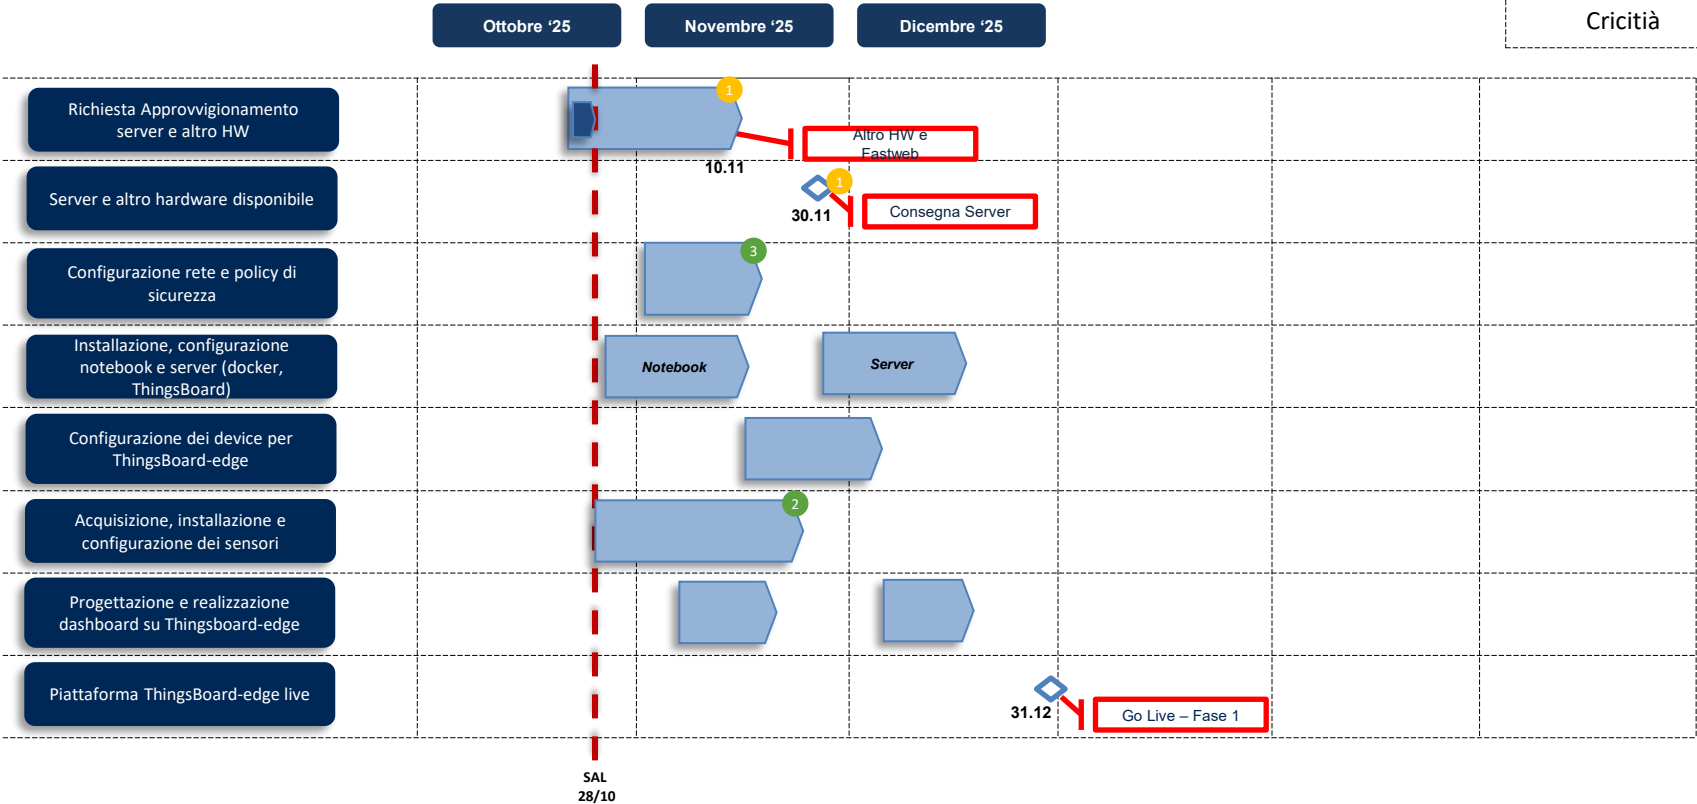 Ottobre ‘25
Novembre ‘25
Dicembre ‘25
Cricitià
Richiesta Approvvigionamento
server e altro HW
1
Altro HW e
Fastweb
10.11
Server e altro hardware disponibile
1
30.11
Consegna Server
Configurazione rete e policy di
sicurezza
3
Installazione, configurazione
notebook e server (docker,
ThingsBoard)
Notebook
Server
Configurazione dei device per
ThingsBoard-edge
Acquisizione, installazione e
configurazione dei sensori
2
Progettazione e realizzazione
dashboard su Thingsboard-edge
Piattaforma ThingsBoard-edge live
31.12
Go Live – Fase 1
SAL
28/10